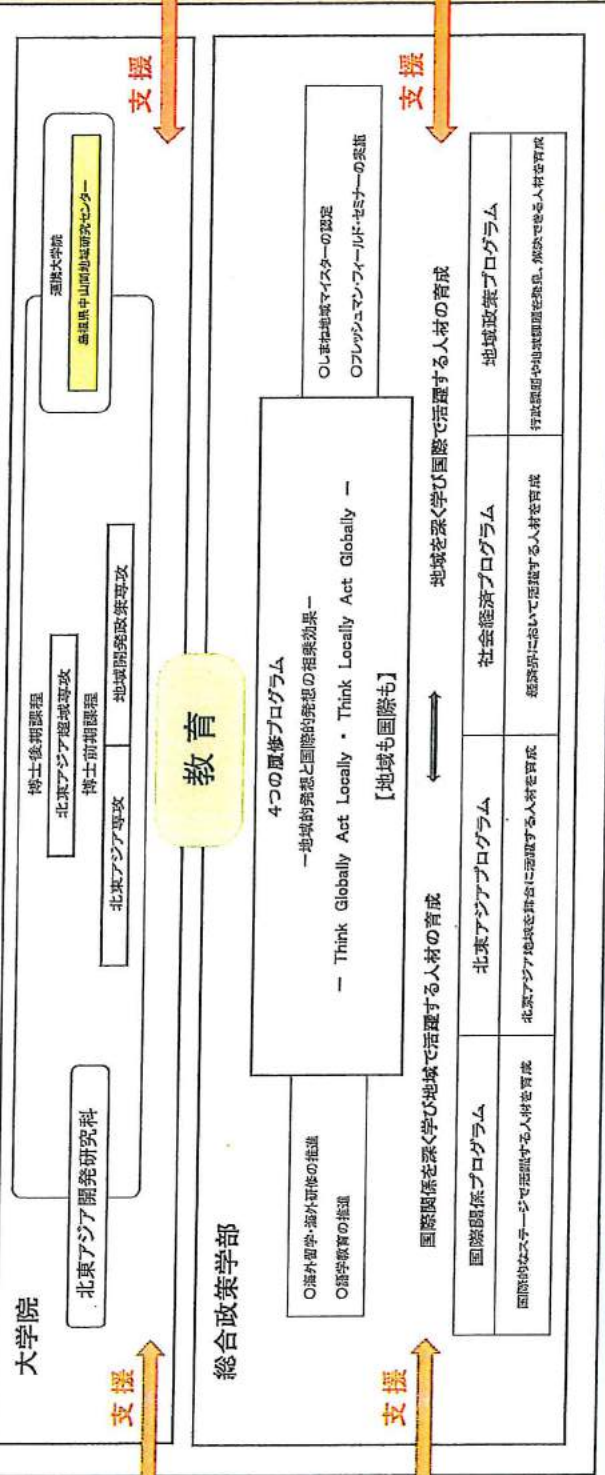 大学院
支援
支援
北東アジア開発研究科
博士後期課程
北東アジア超域専攻
博士前期課程
北東アジア専攻
地域開発政策専攻
連携大学院
島根県中山間地域研究センター
教育
総合政策学部
支援
支援
○海外留学・海外研修の推進
○語学教育の推進
4つの履修プログラム
ー地域的発想と国際的発想の相乗効果ー
ー Think Globally Act Locally ・ Think Locally Act Globally ー
【地域も国際も】
○しまね地域マイスターの認定
○フレッシュマン・フィールド・セミナーの実施
国際関係を深く学び地域で活躍する人材の育成
地域を深く学び国際で活躍する人材の育成
国際関係プログラム
北東アジアプログラム
社会経済プログラム
地域政策プログラム
国際的なステージで活躍する人材を育成
北東アジア地域を舞台に活躍する人材を育成
経済界において活躍する人材を育成
行政課題や地域課題を発見、解決できる人材を育成